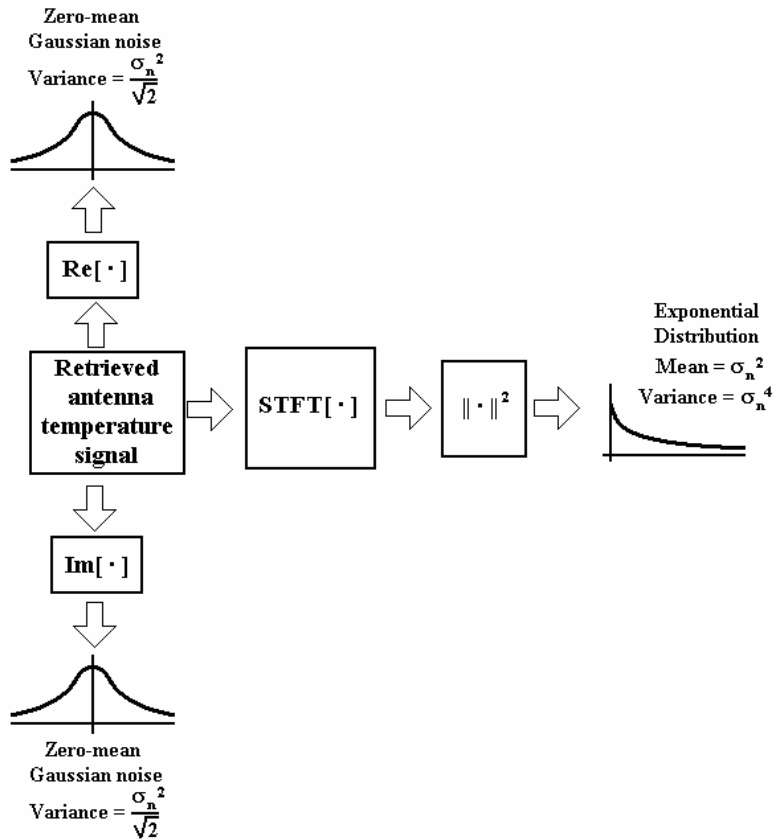 Zero-mean
Gaussian noise
Variance = σn²/√2
Re[ · ]
Retrieved
antenna
temperature
signal
STFT[ · ]
‖ · ‖²
Exponential
Distribution
Mean = σn²
Variance = σn⁴
Im[ · ]
Zero-mean
Gaussian noise
Variance = σn²/√2